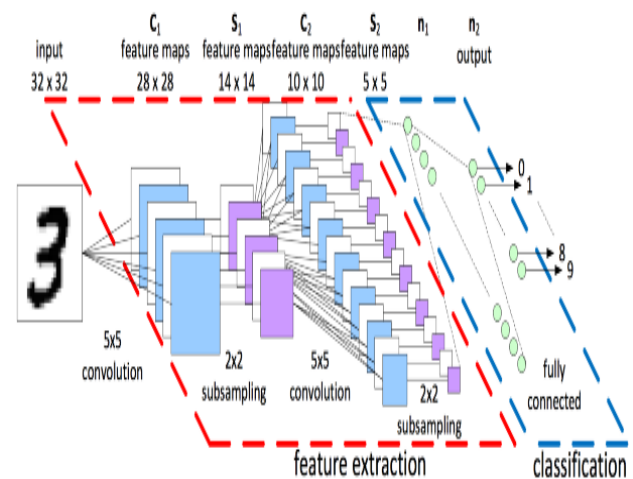 C₁ S₁ C₂ S₂ n₁ n₂
input feature maps feature maps feature maps feature maps output
32 x 32 28 x 28 14 x 14 10 x 10 5 x 5
3
0
1
8
9
5x5
convolution
2x2
subsampling
5x5
convolution
2x2
subsampling
fully
connected
feature extraction
classification